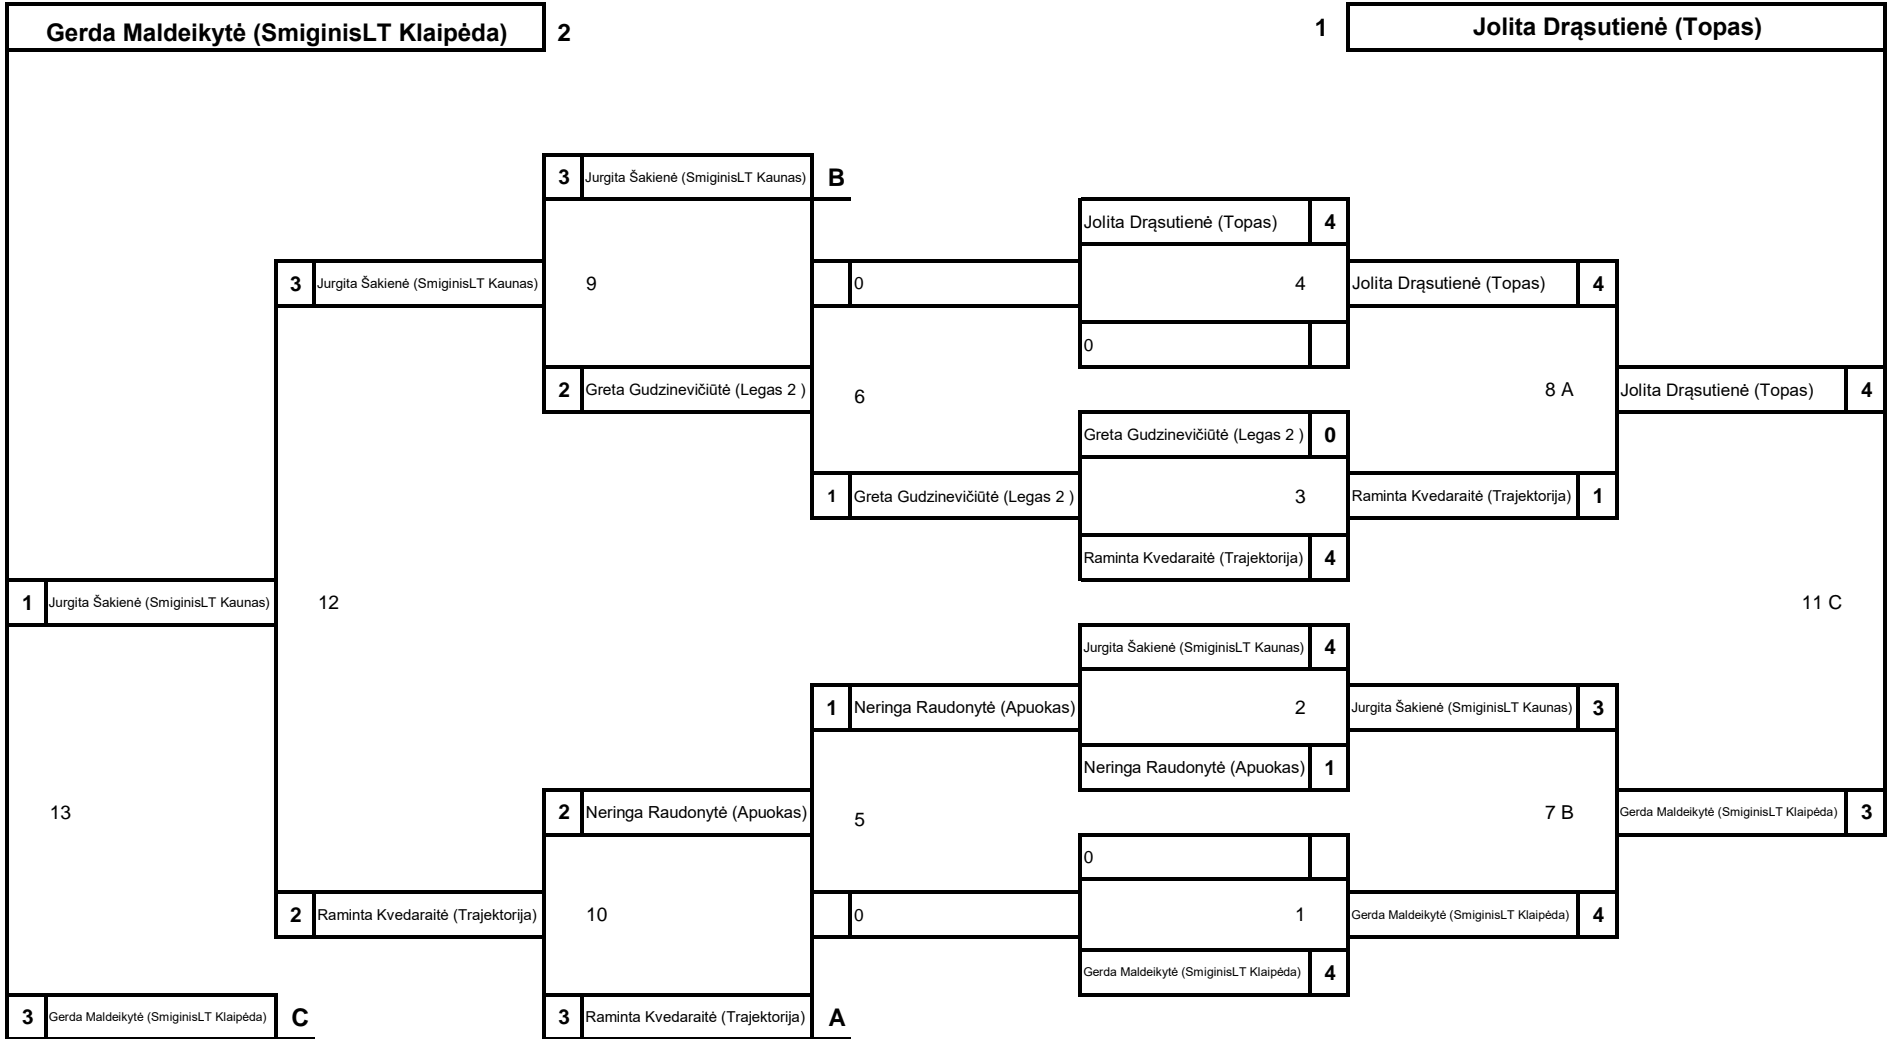 Gerda Maldeikytė (SmiginisLT Klaipėda) 2 1 Jolita Drąsutienė (Topas)
3 Jurgita Šakienė (SmiginisLT Kaunas) B
Jolita Drąsutienė (Topas) 4
3 Jurgita Šakienė (SmiginisLT Kaunas) 9 0 4 Jolita Drąsutienė (Topas) 4
0
2 Greta Gudzinevičiūtė (Legas 2 ) 6 8 A Jolita Drąsutienė (Topas) 4
Greta Gudzinevičiūtė (Legas 2 ) 0
1 Greta Gudzinevičiūtė (Legas 2 ) 3 Raminta Kvedaraitė (Trajektorija) 1
Raminta Kvedaraitė (Trajektorija) 4
1 Jurgita Šakienė (SmiginisLT Kaunas) 12 11 C
Jurgita Šakienė (SmiginisLT Kaunas) 4
1 Neringa Raudonytė (Apuokas) 2 Jurgita Šakienė (SmiginisLT Kaunas) 3
Neringa Raudonytė (Apuokas) 1
13 2 Neringa Raudonytė (Apuokas) 5 7 B Gerda Maldeikytė (SmiginisLT Klaipėda) 3
0
2 Raminta Kvedaraitė (Trajektorija) 10 0 1 Gerda Maldeikytė (SmiginisLT Klaipėda) 4
Gerda Maldeikytė (SmiginisLT Klaipėda) 4
3 Gerda Maldeikytė (SmiginisLT Klaipėda) C 3 Raminta Kvedaraitė (Trajektorija) A